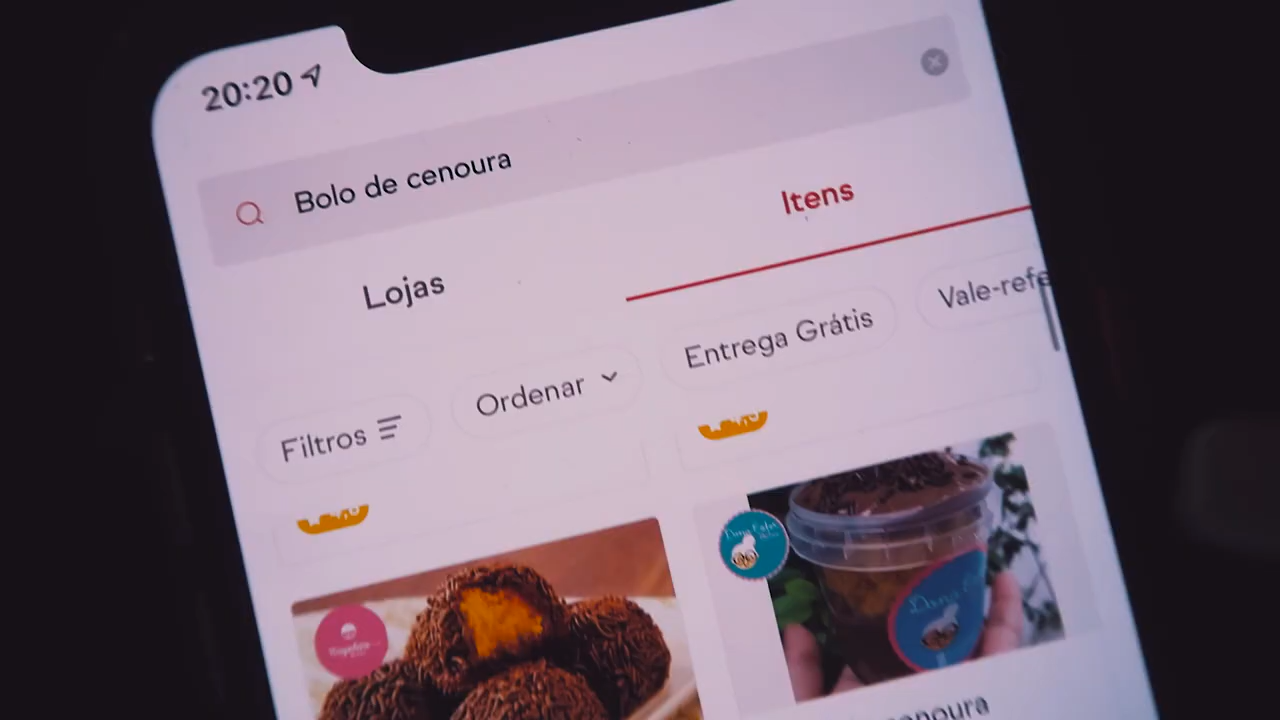 20:20
Bolo de cenoura
Lojas
Itens
Filtros
Ordenar
Entrega Grátis
Vale-refe
cenoura